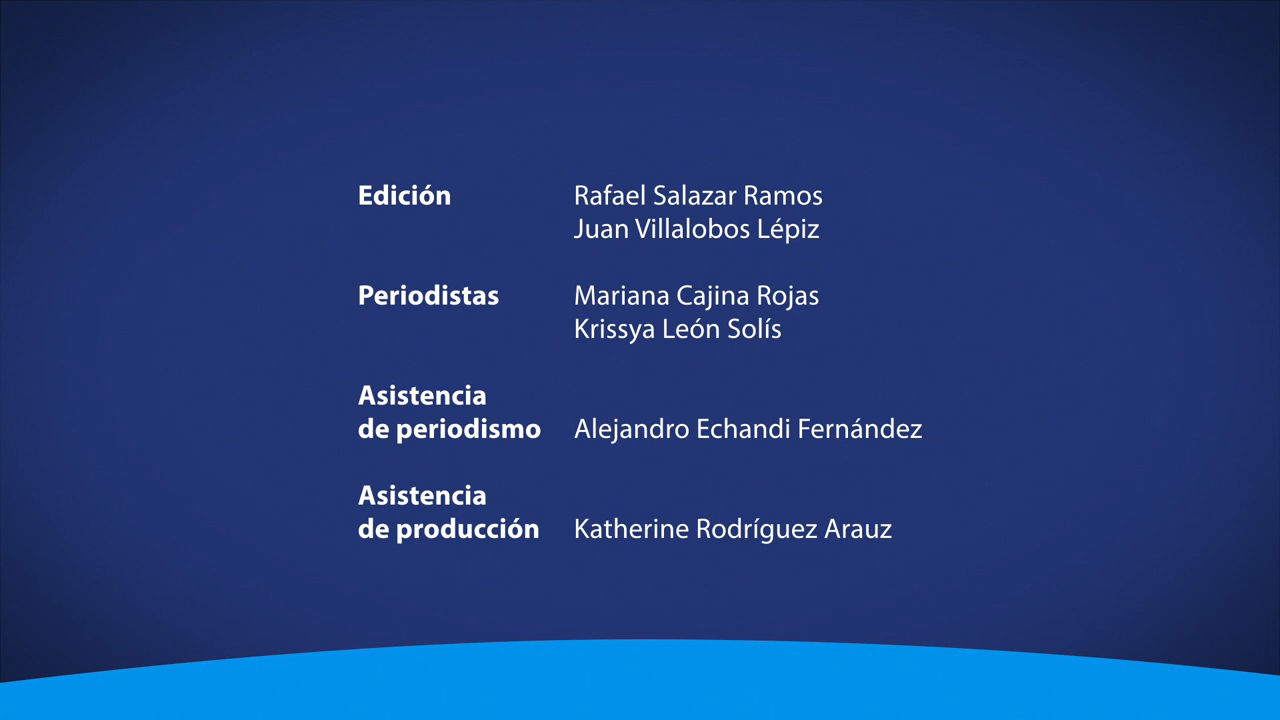 Edición Rafael Salazar Ramos
Juan Villalobos Lépiz
Periodistas Mariana Cajina Rojas
Krissya León Solís
Asistencia
de periodismo Alejandro Echandi Fernández
Asistencia
de producción Katherine Rodríguez Arauz